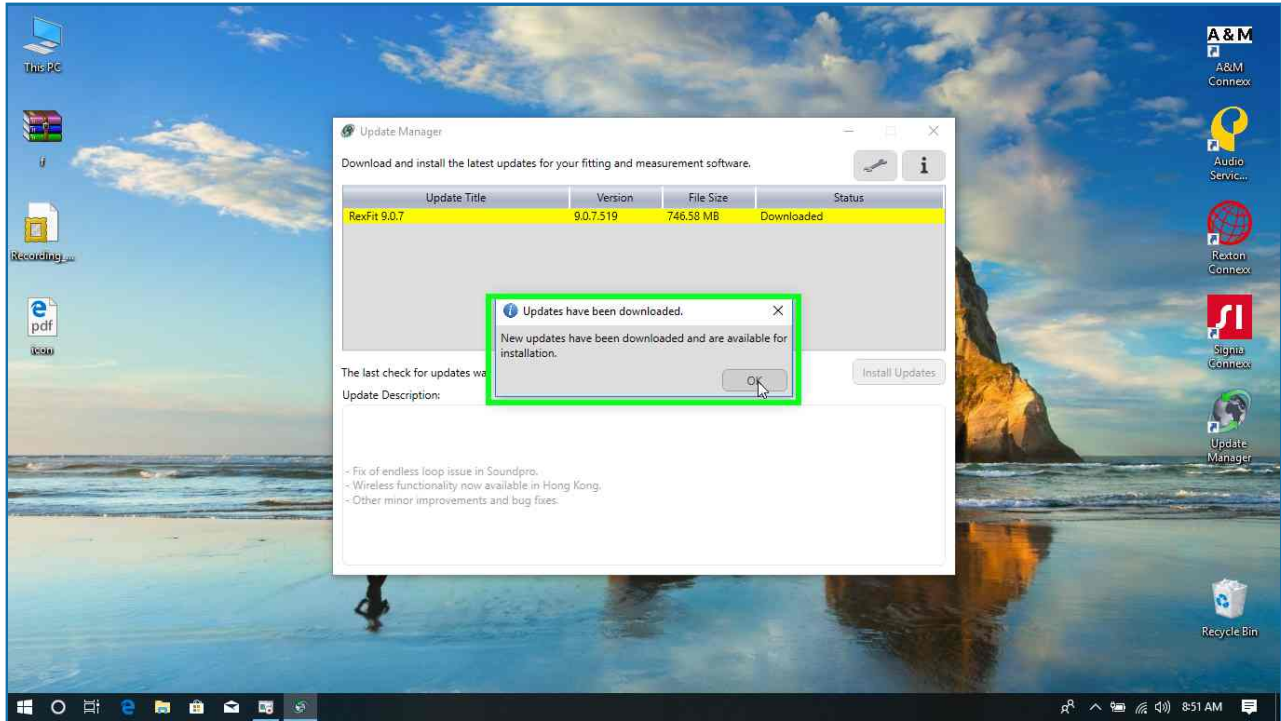 This PC
Recording_...
pdf
icon
Update Manager
Download and install the latest updates for your fitting and measurement software.
i
Update Title Version File Size Status
RexFit 9.0.7 9.0.7.519 746.58 MB Downloaded
Updates have been downloaded.
New updates have been downloaded and are available for
installation.
OK
The last check for updates wa
Install Updates
Update Description:
- Fix of endless loop issue in Soundpro.
- Wireless functionality now available in Hong Kong.
- Other minor improvements and bug fixes.
A&M
A&M
Connexx
Audio
Servic...
Rexton
Connexx
SI
Signia
Connexx
Update
Manager
Recycle Bin
8:51 AM